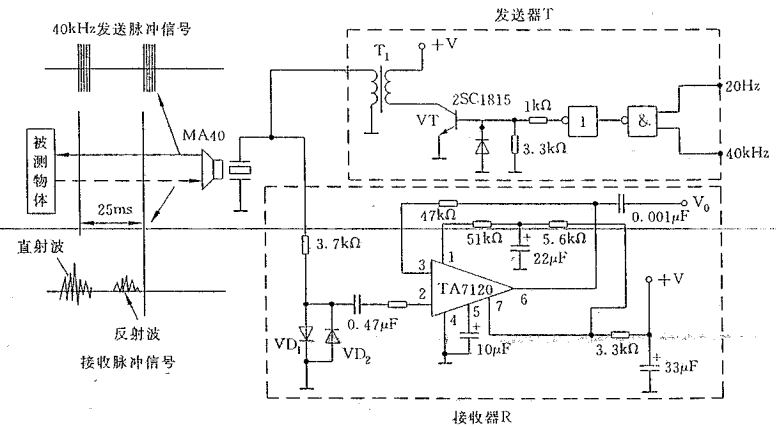 发送器T
40kHz发送脉冲信号
T1
+V
2SC1815
1kΩ
20Hz
VT
1
&
MA40
3.3kΩ
40kHz
被测物体
25ms
47kΩ
V0
0.001μF
3.7kΩ
51kΩ
5.6kΩ
22μF
直射波
3
1
+V
TA7120
6
2
5
7
4
0.47μF
反射波
VD1
VD2
10μF
3.3kΩ
33μF
接收脉冲信号
接收器R